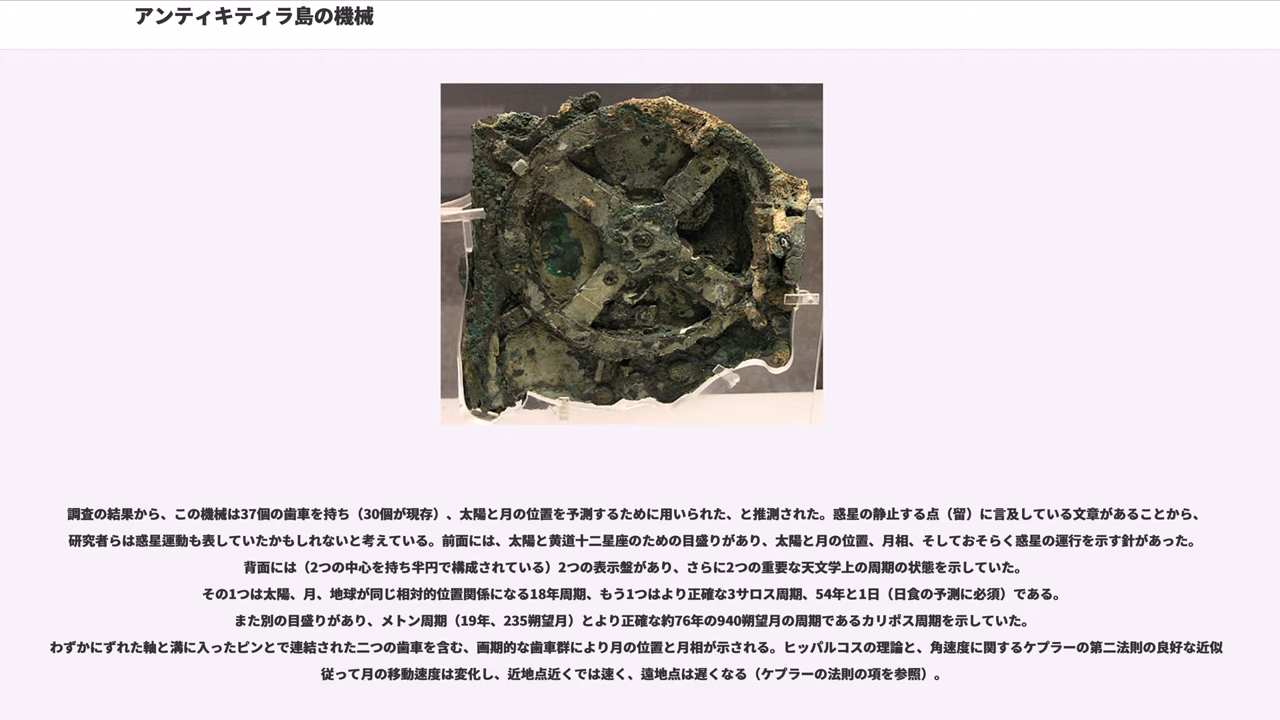 アンティキティラ島の機械
調査の結果から、この機械は37個の歯車を持ち（30個が現存）、太陽と月の位置を予測するために用いられた、と推測された。惑星の静止する点（留）に言及している文章があることから、
研究者らは惑星運動も表していたかもしれないと考えている。前面には、太陽と黄道十二星座のための目盛りがあり、太陽と月の位置、月相、そしておそらく惑星の運行を示す針があった。
背面には（2つの中心を持ち半円で構成されている）2つの表示盤があり、さらに2つの重要な天文学上の周期の状態を示していた。
その1つは太陽、月、地球が同じ相対的位置関係になる18年周期、もう1つはより正確な3サロス周期、54年と1日（日食の予測に必須）である。
また別の目盛りがあり、メトン周期（19年、235朔望月）とより正確な約76年の940朔望月の周期であるカリポス周期を示していた。
わずかにずれた軸と溝に入ったピンとで連結された二つの歯車を含む、画期的な歯車群により月の位置と月相が示される。ヒッパルコスの理論と、角速度に関するケプラーの第二法則の良好な近似
従って月の移動速度は変化し、近地点近くでは速く、遠地点は遅くなる（ケプラーの法則の項を参照）。